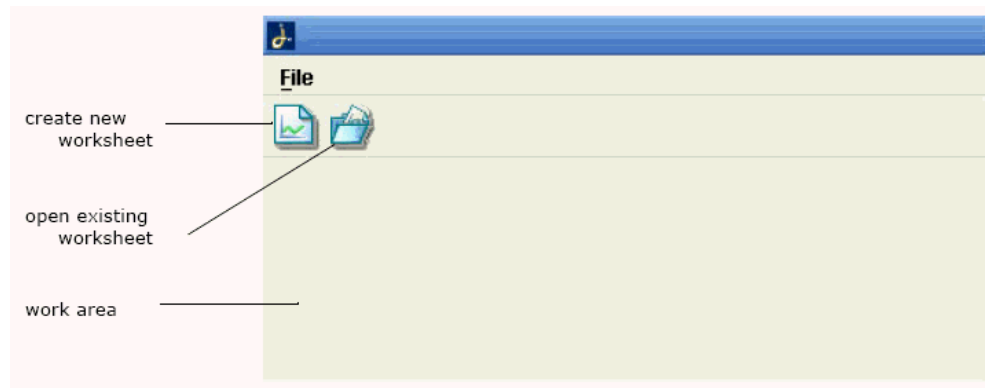 File
create new
worksheet
open existing
worksheet
work area